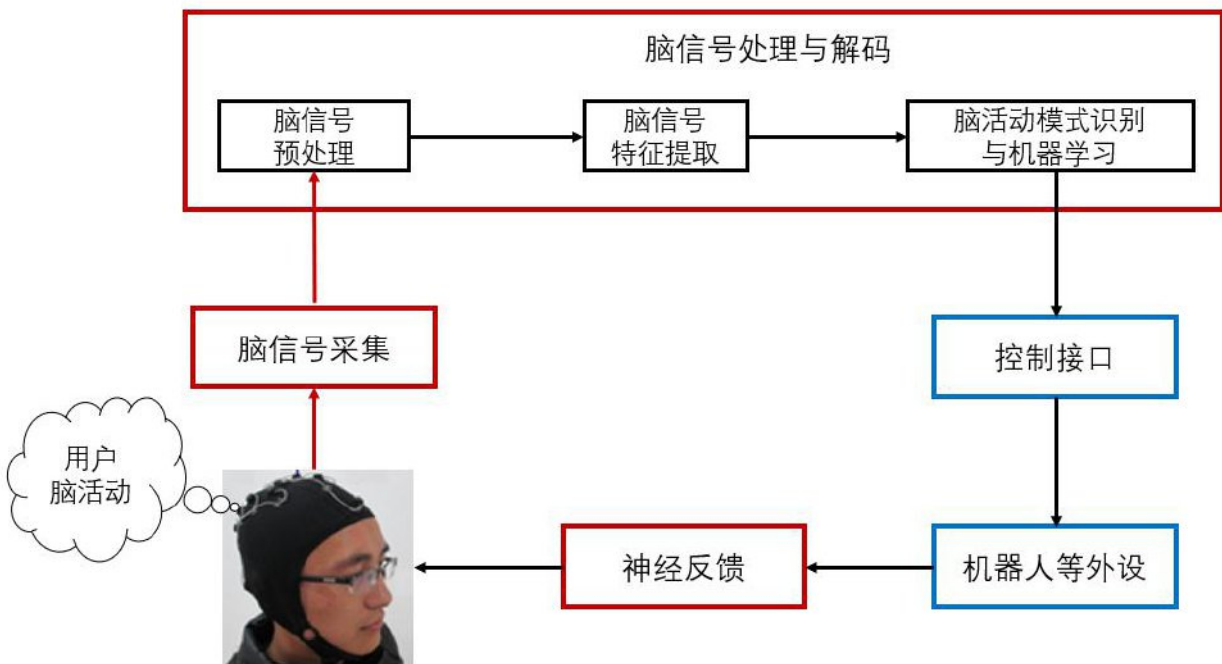 脑信号处理与解码
脑信号
预处理
脑信号
特征提取
脑活动模式识别
与机器学习
脑信号采集
控制接口
用户
脑活动
神经反馈
机器人等外设